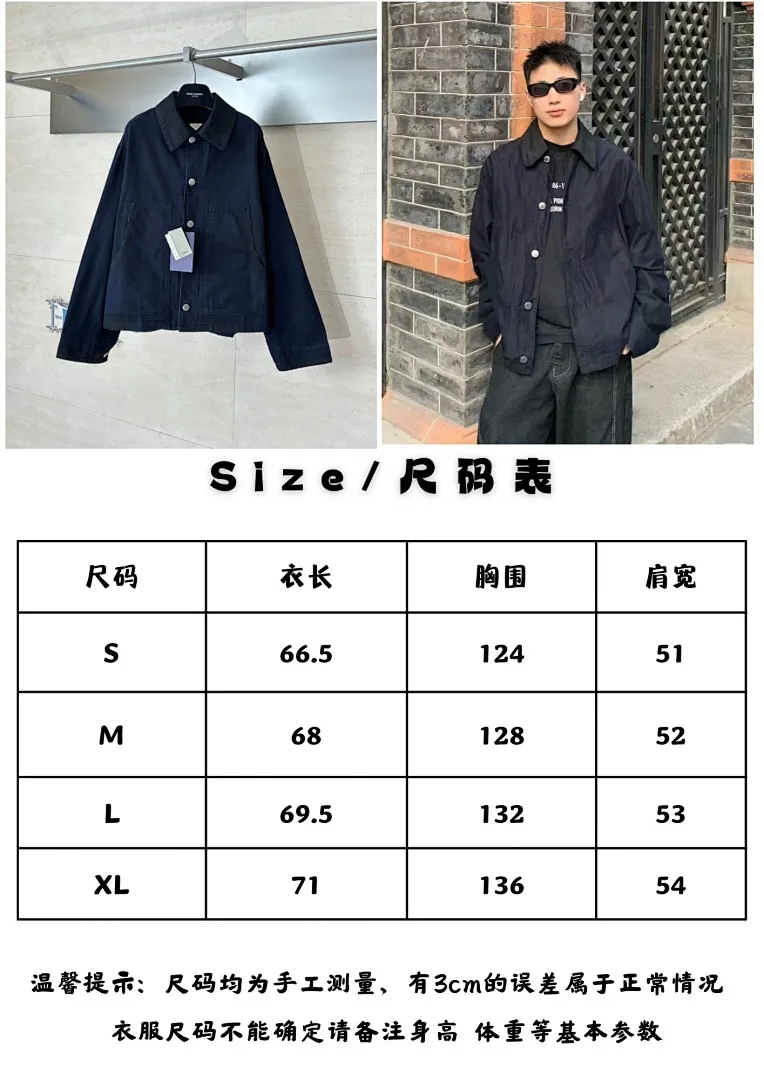 Size/尺码表
尺码 衣长 胸围 肩宽
S 66.5 124 51
M 68 128 52
L 69.5 132 53
XL 71 136 54
温馨提示：尺码均为手工测量，有3cm的误差属于正常情况
衣服尺码不能确定请备注身高 体重等基本参数